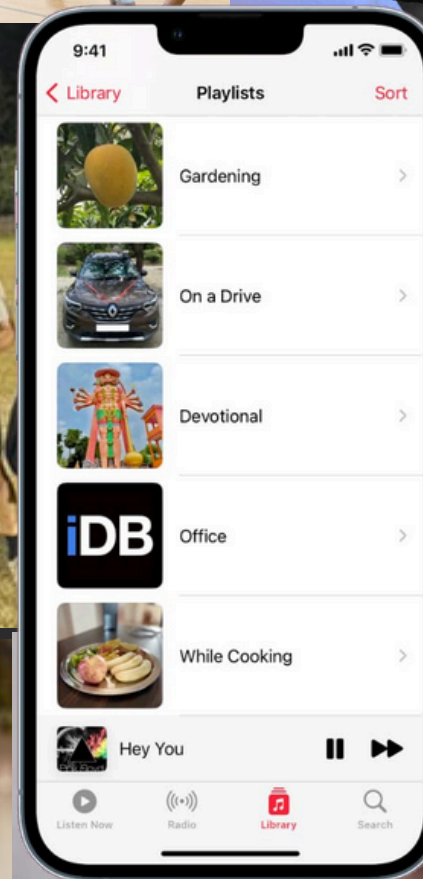 9:41
Library
Playlists
Sort
Gardening
On a Drive
Devotional
iDB
Office
While Cooking
Hey You
Listen Now
Radio
Library
Search